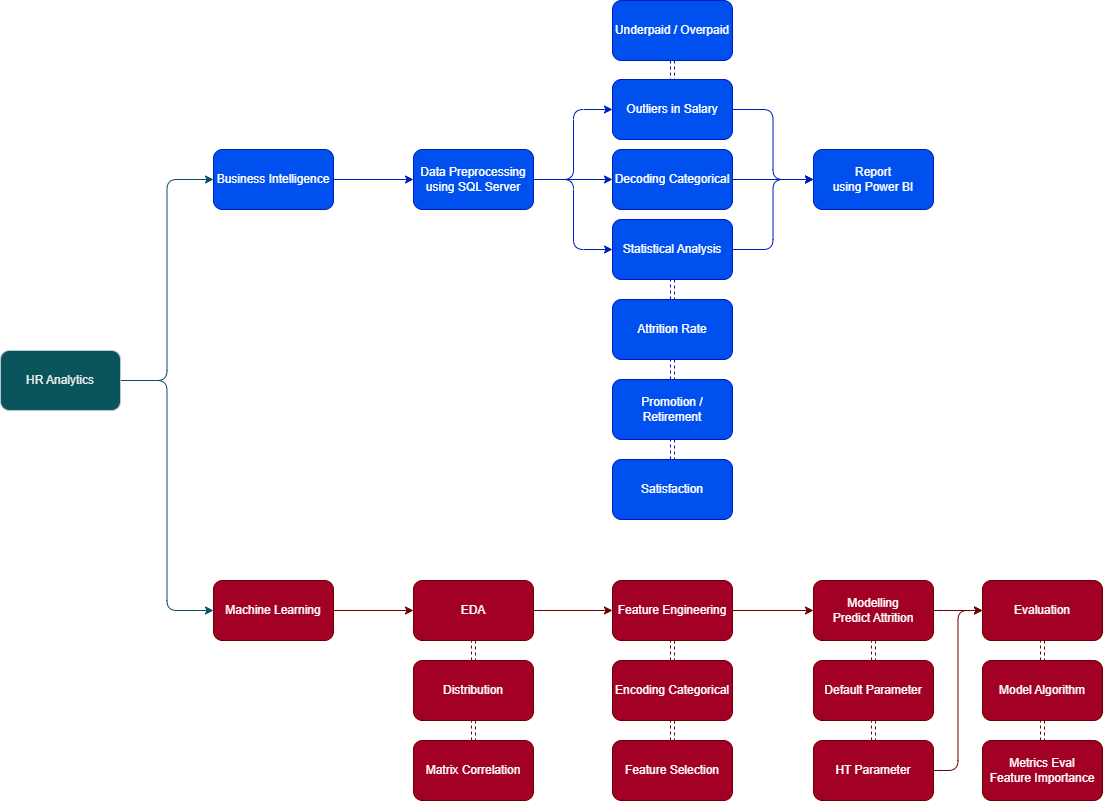 Underpaid / Overpaid
Outliers in Salary
Business Intelligence
Data Preprocessing
using SQL Server
Decoding Categorical
Report
using Power BI
Statistical Analysis
Attrition Rate
HR Analytics
Promotion /
Retirement
Satisfaction
Machine Learning
EDA
Feature Engineering
Modelling
Predict Attrition
Evaluation
Distribution
Encoding Categorical
Default Parameter
Model Algorithm
Matrix Correlation
Feature Selection
HT Parameter
Metrics Eval
Feature Importance